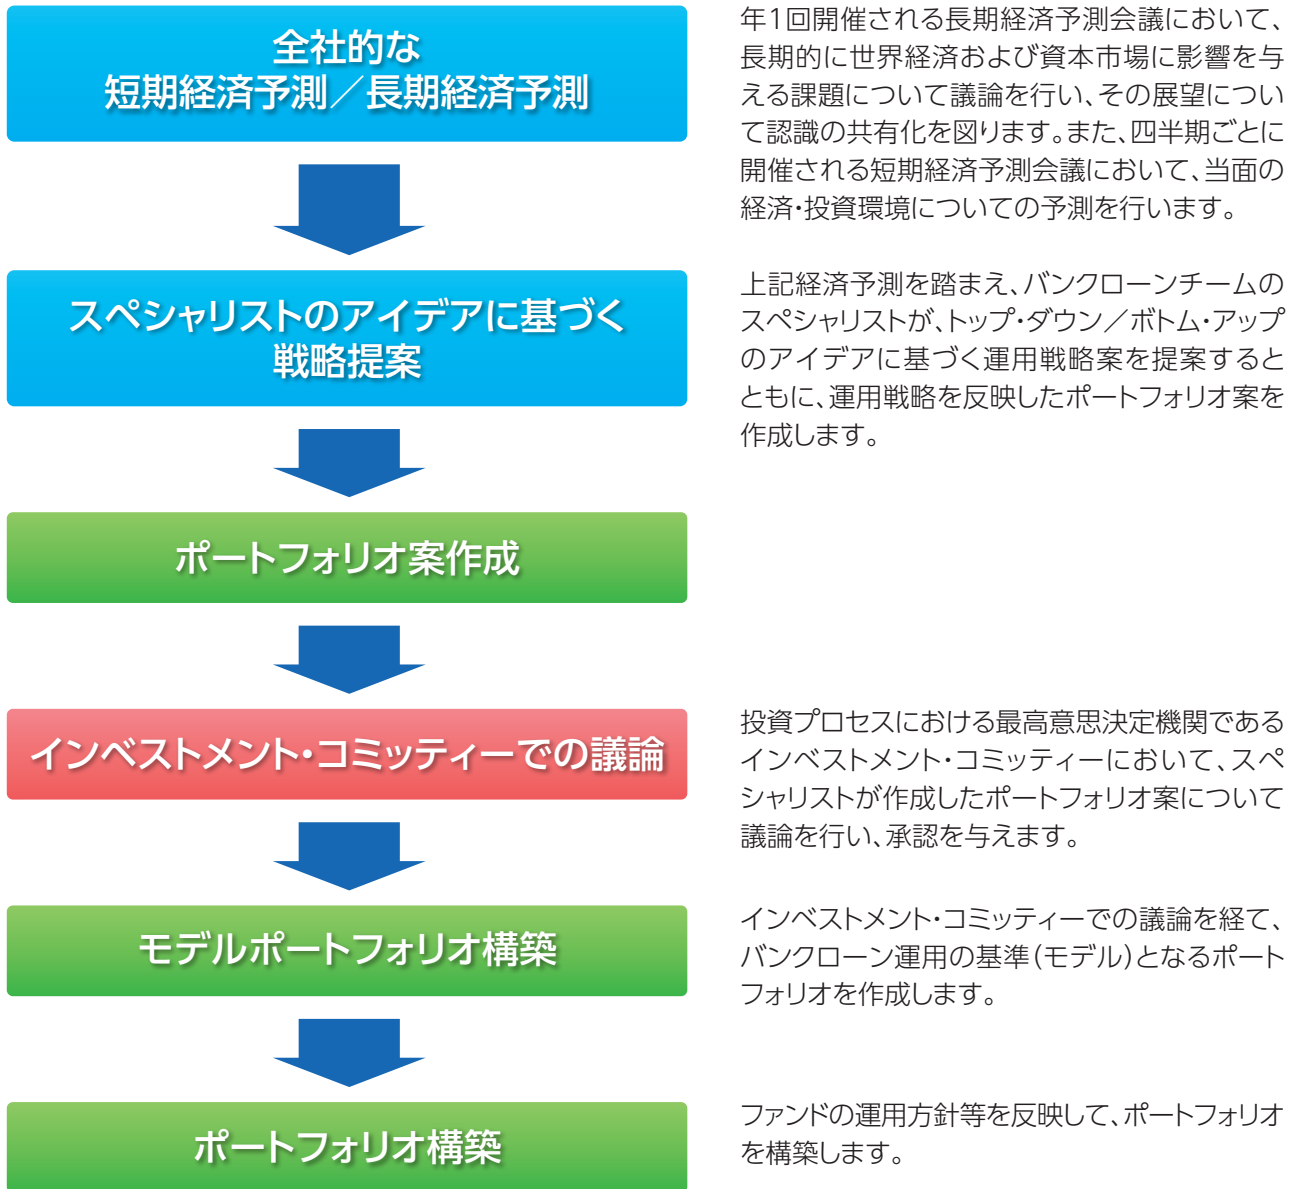 全社的な
短期経済予測／長期経済予測
年1回開催される長期経済予測会議において、
長期的に世界経済および資本市場に影響を与
える課題について議論を行い、その展望につい
て認識の共有化を図ります。また、四半期ごとに
開催される短期経済予測会議において、当面の
経済・投資環境についての予測を行います。
スペシャリストのアイデアに基づく
戦略提案
上記経済予測を踏まえ、バンクローンチームの
スペシャリストが、トップ・ダウン／ボトム・アップ
のアイデアに基づく運用戦略案を提案すると
ともに、運用戦略を反映したポートフォリオ案を
作成します。
ポートフォリオ案作成
インベストメント・コミッティーでの議論
投資プロセスにおける最高意思決定機関である
インベストメント・コミッティーにおいて、スペ
シャリストが作成したポートフォリオ案について
議論を行い、承認を与えます。
モデルポートフォリオ構築
インベストメント・コミッティーでの議論を経て、
バンクローン運用の基準（モデル）となるポート
フォリオを作成します。
ポートフォリオ構築
ファンドの運用方針等を反映して、ポートフォリオ
を構築します。